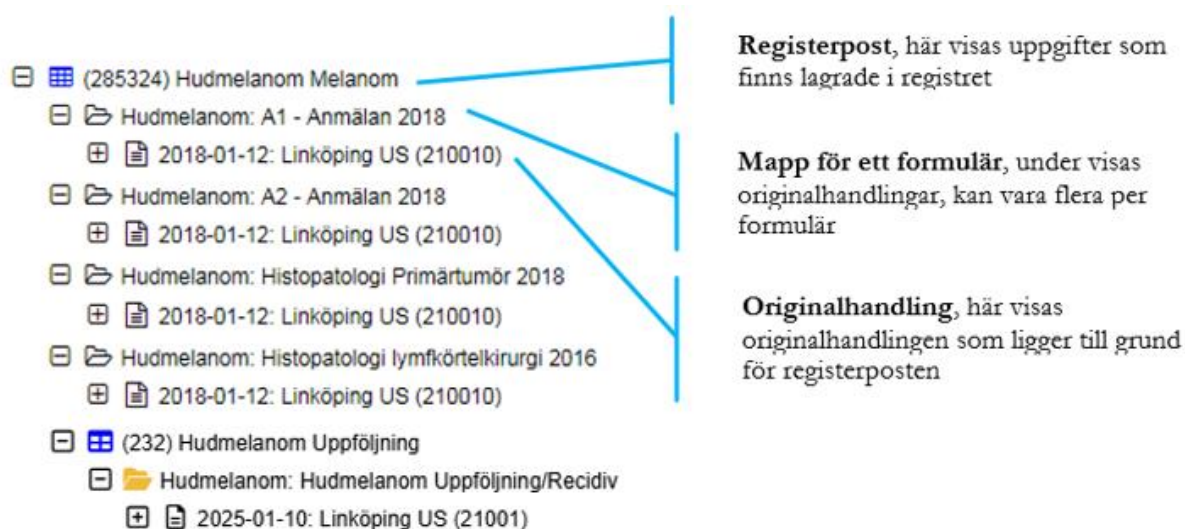 (285324) Hudmelanom Melanom
Hudmelanom: A1 - Anmälan 2018
2018-01-12: Linköping US (210010)
Hudmelanom: A2 - Anmälan 2018
2018-01-12: Linköping US (210010)
Hudmelanom: Histopatologi Primärtumör 2018
2018-01-12: Linköping US (210010)
Hudmelanom: Histopatologi lymfkörtelkirurgi 2016
2018-01-12: Linköping US (210010)
(232) Hudmelanom Uppföljning
Hudmelanom: Hudmelanom Uppföljning/Recidiv
2025-01-10: Linköping US (21001)
Registerpost, här visas uppgifter som
finns lagrade i registret
Mapp för ett formulär, under visas
originalhandlingar, kan vara flera per
formulär
Originalhandling, här visas
originalhandlingen som ligger till grund
för registerposten